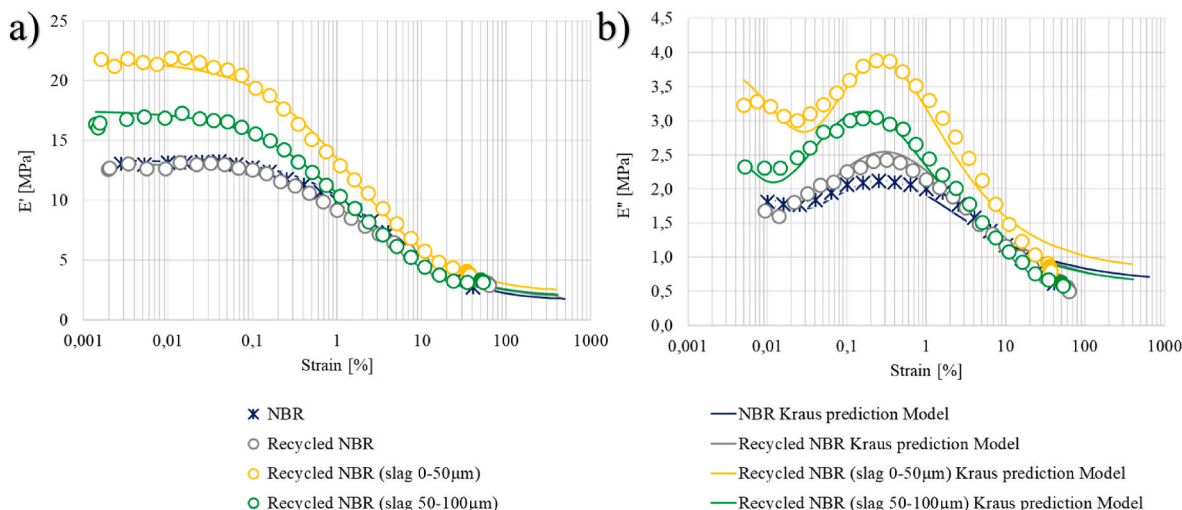 a)
E' [MPa]
25
20
15
10
5
0
0,001 0,01 0,1 1 10 100 1000
Strain [%]
b)
E" [MPa]
4,5
4,0
3,5
3,0
2,5
2,0
1,5
1,0
0,5
0,0
0,001 0,01 0,1 1 10 100 1000
Strain [%]
NBR
Recycled NBR
Recycled NBR (slag 0-50μm)
Recycled NBR (slag 50-100μm)
NBR Kraus prediction Model
Recycled NBR Kraus prediction Model
Recycled NBR (slag 0-50μm) Kraus prediction Model
Recycled NBR (slag 50-100μm) Kraus prediction Model